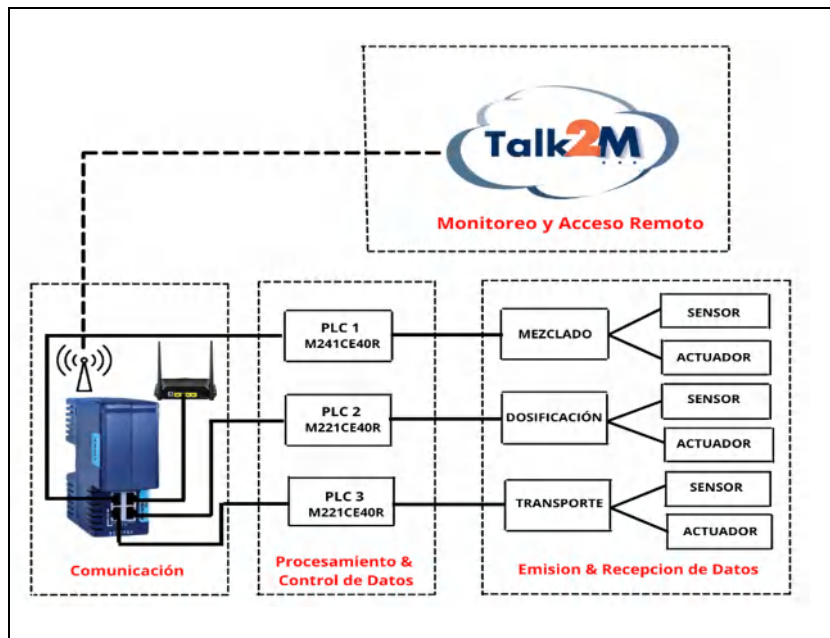 Talk2M
Monitoreo y Acceso Remoto
PLC 1
M241CE40R
MEZCLADO
SENSOR
ACTUADOR
PLC 2
M221CE40R
DOSIFICACIÓN
SENSOR
ACTUADOR
PLC 3
M221CE40R
TRANSPORTE
SENSOR
ACTUADOR
Comunicación
Procesamiento &
Control de Datos
Emision & Recepcion de Datos